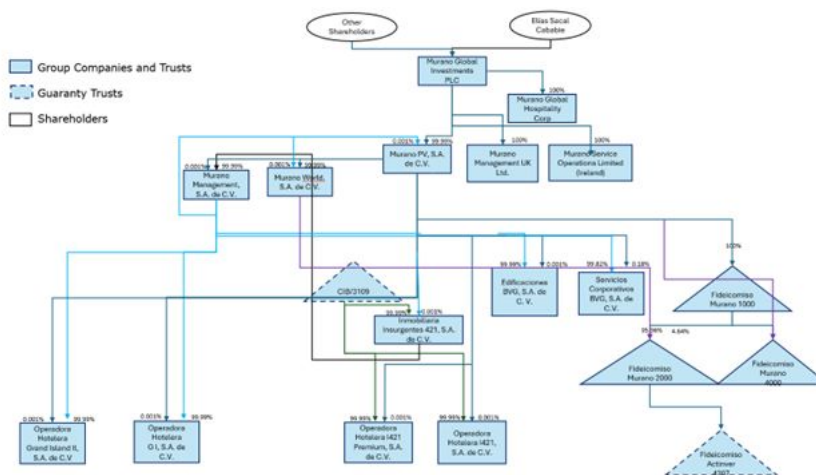 Other
Shareholders
Elias Sacal
Cababie
Group Companies and Trusts
Guaranty Trusts
Shareholders
Murano Global
Investments
PLC
100%
Murano Global
Hospitality
Corp
0.001%
99.99%
Murano PV, S.A.
de C.V.
100%
Murano
Management UK
Ltd.
100%
Murano Service
Operations Limited
(Ireland)
0.001%
99.99%
Murano
Management,
S.A. de C.V.
0.001%
99.99%
Murano World,
S.A. de C.V.
CIB/3109
99.99%
0.001%
Inmobiliaria
Insurgentes 421, S.A.
de C.V.
99.99%
0.001%
Edificaciones
BVG, S.A. de
C. V.
99.82%
0.18%
Servicios
Corporativos
BVG, S.A. de
C.V.
100%
Fideicomiso
Murano 1000
4.64%
Fideicomiso
Murano 2000
Fideicomiso
Murano
4000
0.001%
99.99%
Operadora
Hotelera
Grand Island II,
S.A. de C.V
0.001%
99.99%
Operadora
Hotelera
G I, S.A. de
C.V.
99.99%
0.001%
Operadora
Hotelera I421
Premium, S.A.
de C.V.
99.99%
0.001%
Operadora
Hotelera I421,
S.A. de C.V.
Fideicomiso
Actinver